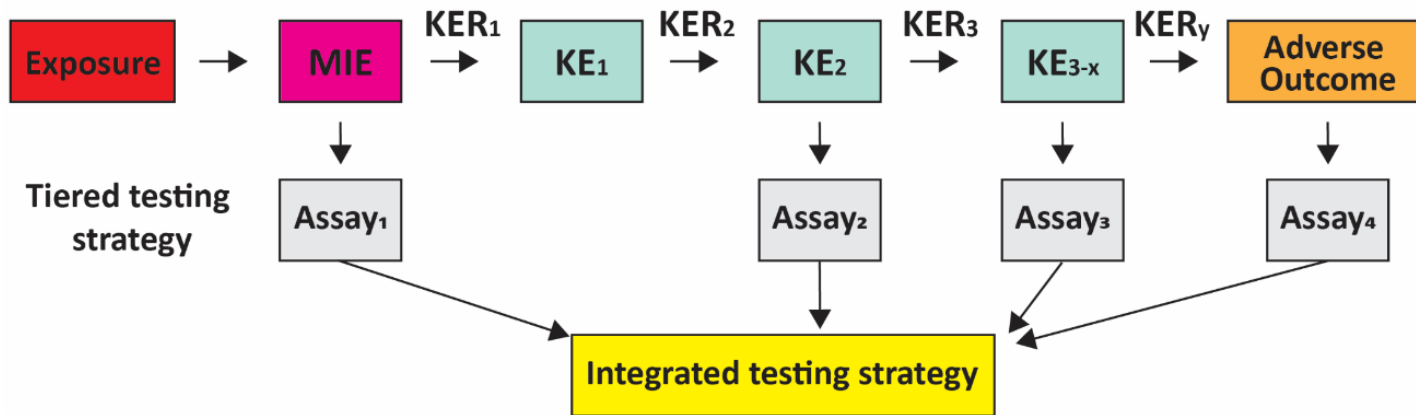 KER₁ KER₂ KER₃ KERy
Exposure MIE KE₁ KE₂ KE₃₋ₓ Adverse
Outcome
Tiered testing
strategy
Assay₁ Assay₂ Assay₃ Assay₄
Integrated testing strategy